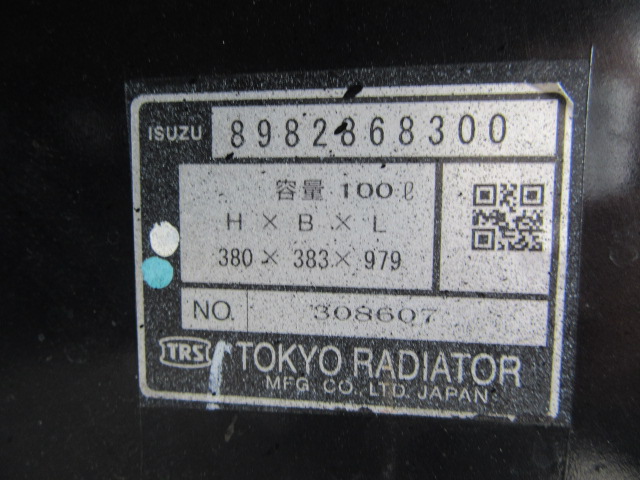 ISUZU 8982868300
容量 100ℓ
H × B × L
380 × 383 × 979
NO. 308607
TRS TOKYO RADIATOR
MFG. CO. LTD. JAPAN